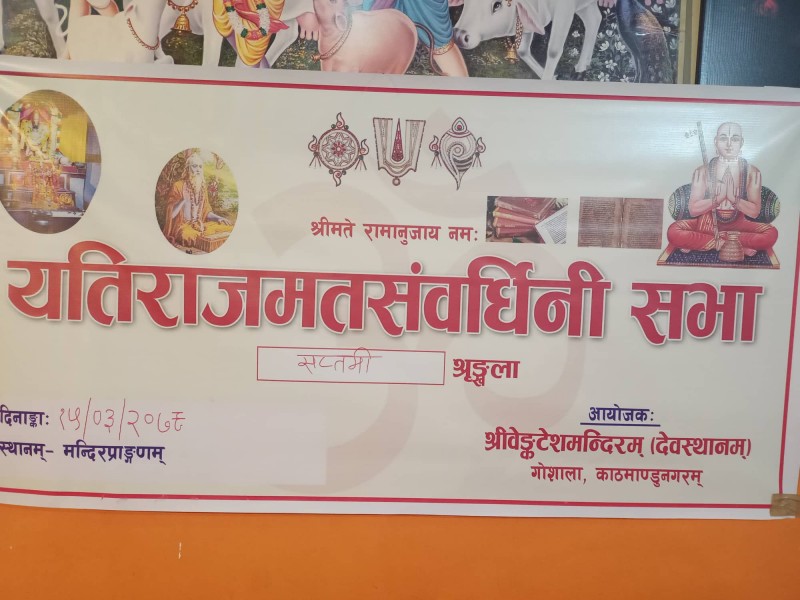 श्रीमते रामानुजाय नमः
यतिराजमतसंवर्धिनी सभा
सप्तमी श्रृङ्खला
दिनाङ्कः १५/०३/२०७९
स्थानम्- मन्दिरप्राङ्गणम्
आयोजकः
श्रीवेङ्कटेशमन्दिरम् (देवस्थानम्)
गोशाला, काठमाण्डुनगरम्